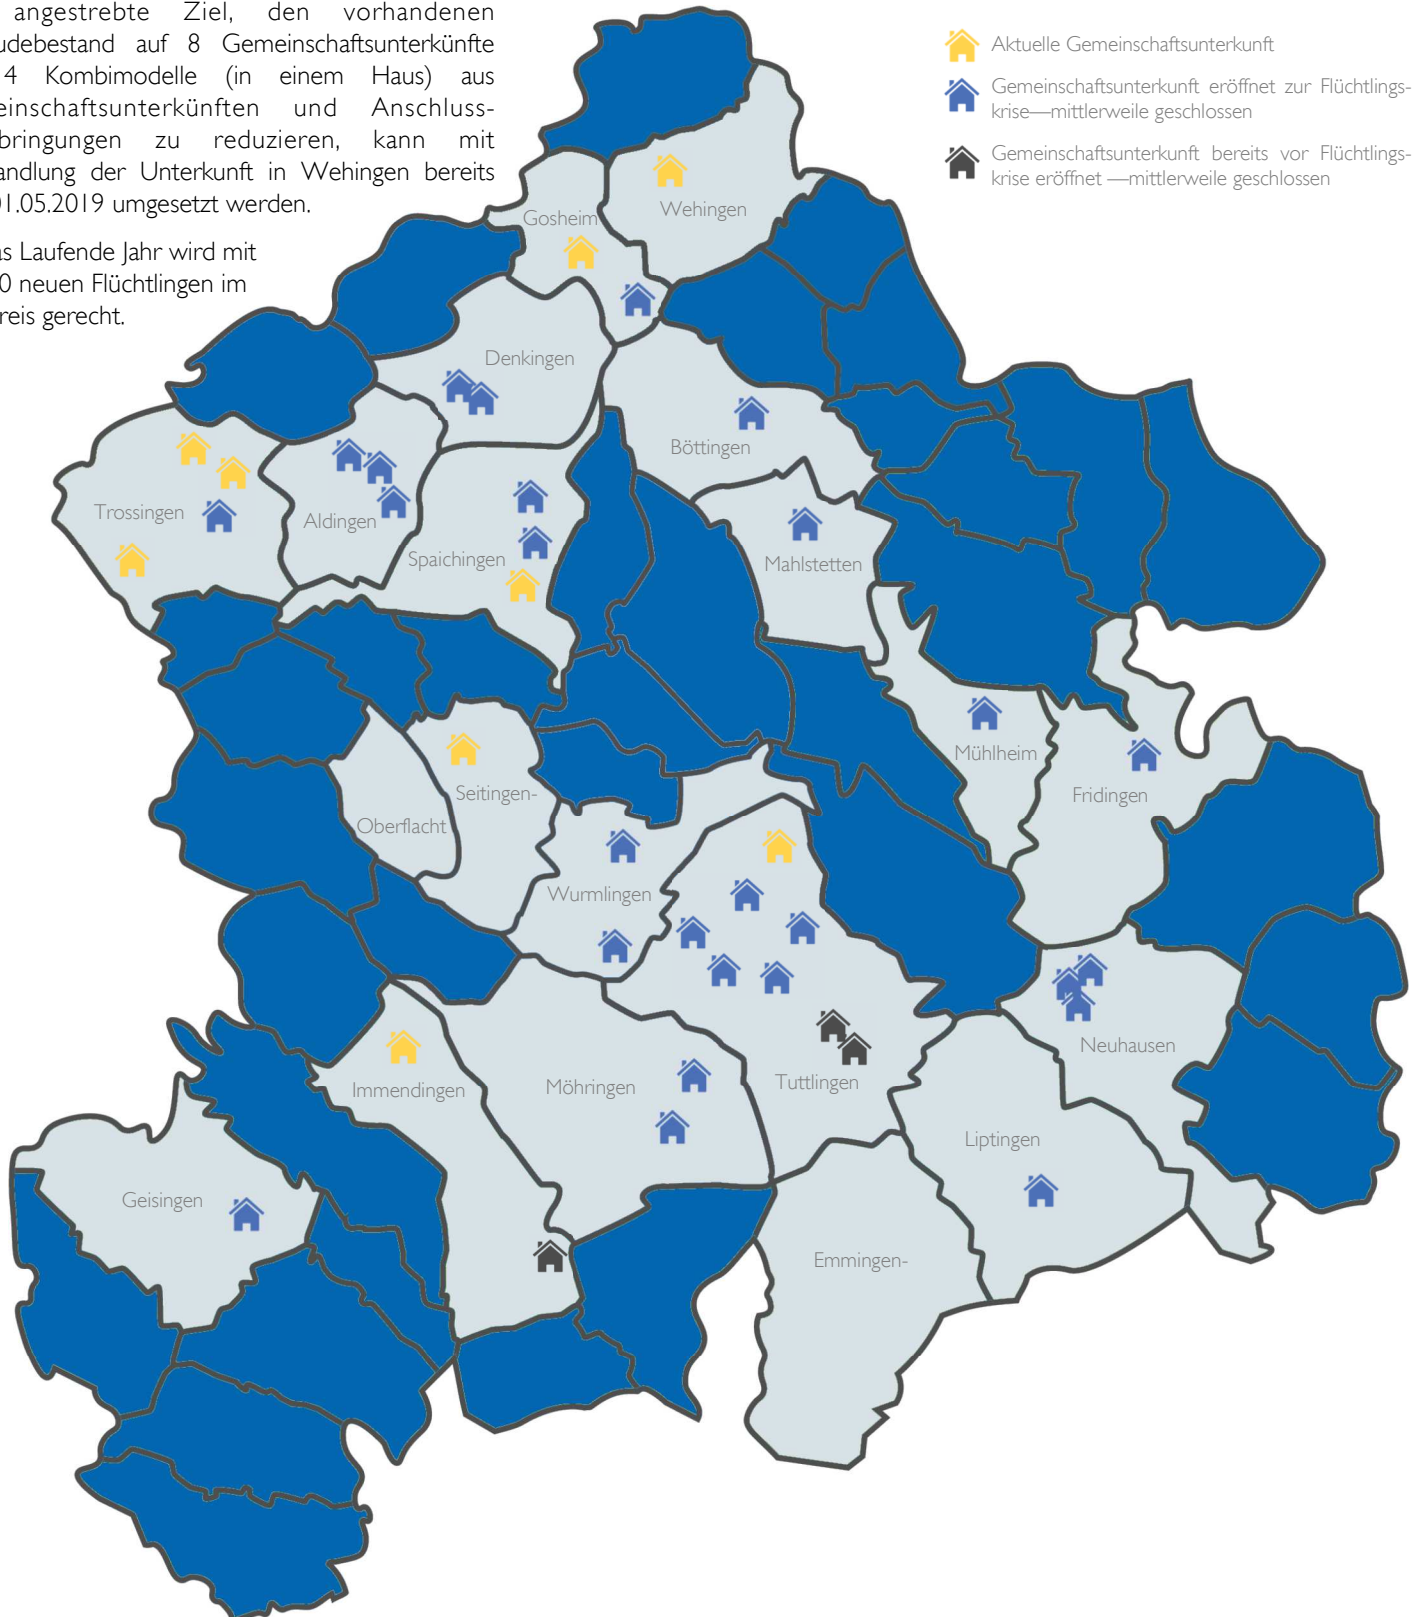 angestrebte Ziel, den vorhandenen
udebestand auf 8 Gemeinschaftsunterkünfte
4 Kombimodelle (in einem Haus) aus
einschaftsunterkünften und Anschluss-
bringungen zu reduzieren, kann mit
andlung der Unterkunft in Wehingen bereits
01.05.2019 umgesetzt werden.
as Laufende Jahr wird mit
0 neuen Flüchtlingen im
reis gerecht.
Aktuelle Gemeinschaftsunterkunft
Gemeinschaftsunterkunft eröffnet zur Flüchtlings-
krise—mittlerweile geschlossen
Gemeinschaftsunterkunft bereits vor Flüchtlings-
krise eröffnet —mittlerweile geschlossen
Wehingen
Gosheim
Denkingen
Böttingen
Trossingen
Aldingen
Spaichingen
Mahlstetten
Mühlheim
Fridingen
Seitingen-
Oberflacht
Wurmlingen
Neuhausen
Tuttlingen
Immendingen
Möhringen
Liptingen
Geisingen
Emmingen-